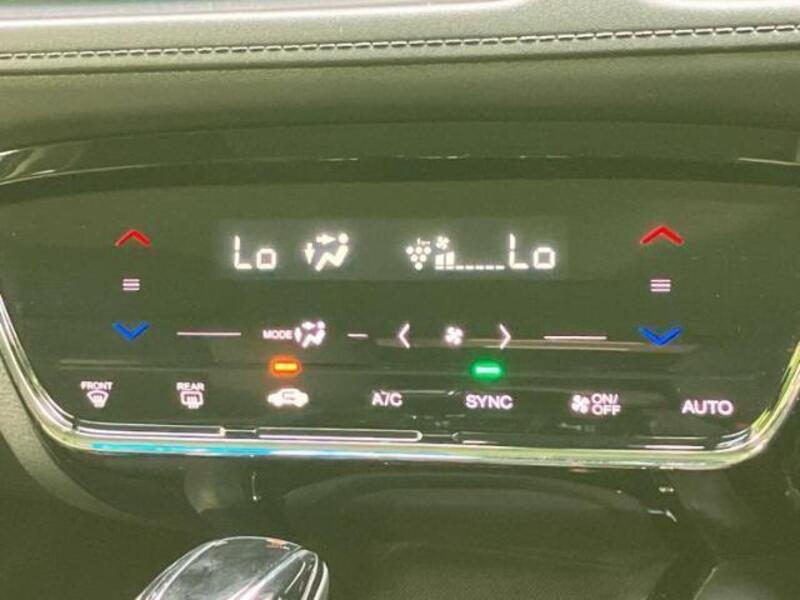 Lo Lo
MODE
FRONT REAR A/C SYNC ON/
OFF AUTO